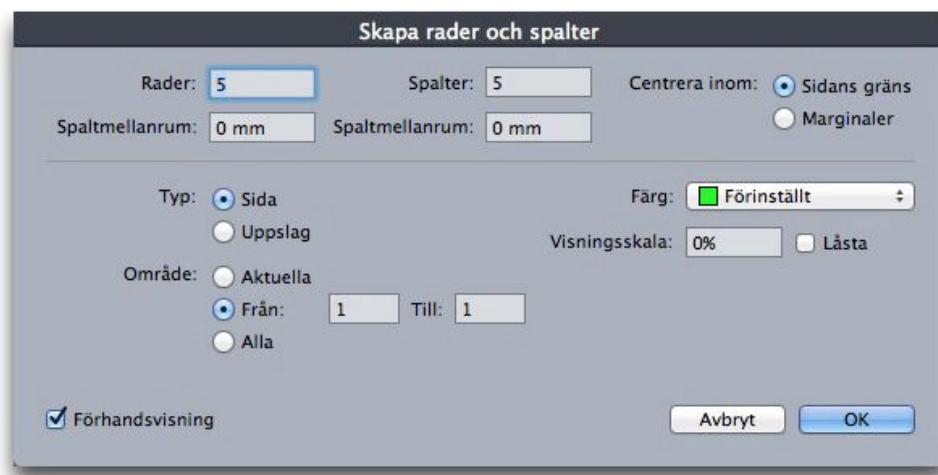 Skapa rader och spalter
Rader: 5 Spalter: 5 Centrera inom: Sidans gräns
Spaltmellanrum: 0 mm Spaltmellanrum: 0 mm Marginaler
Typ: Sida Färg: Förinställt
Uppslag
Visningsskala: 0% Låsta
Område: Aktuella
Från: 1 Till: 1
Alla
Förhandsvisning Avbryt OK